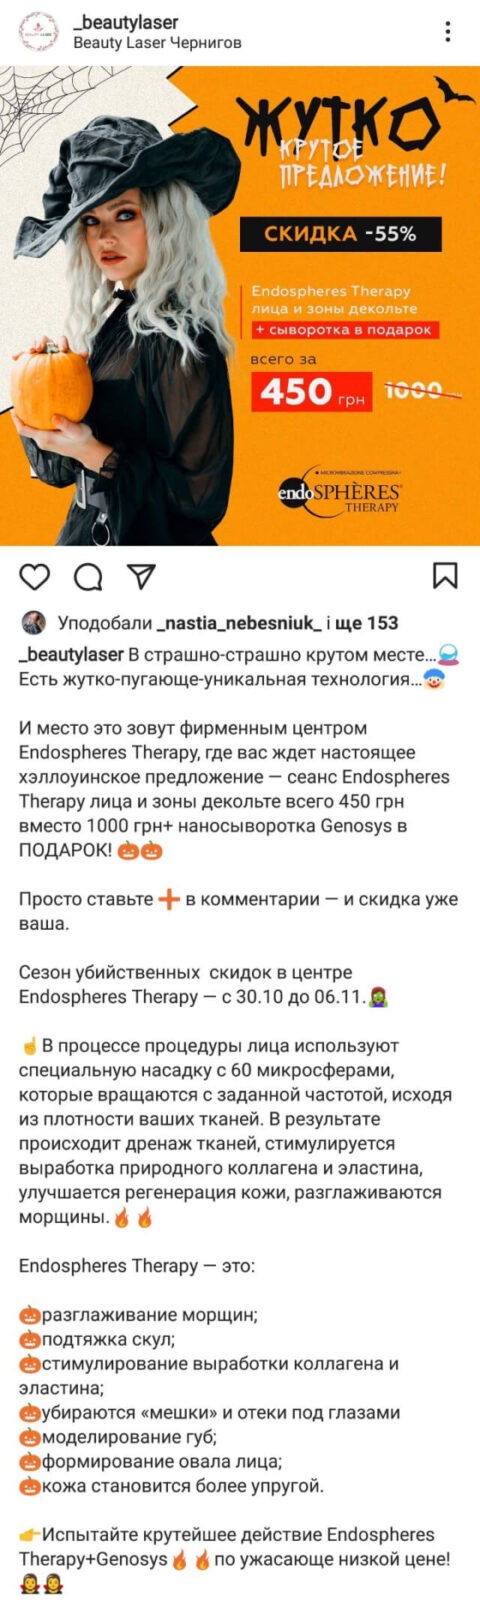 _beautylaser
Beauty Laser Чернигов
BEAUTY LASER
ЖУТКО
КРУТОЕ
ПРЕДЛОЖЕНИЕ!
СКИДКА -55%
Endospheres Therapy
лица и зоны декольте
+ сыворотка в подарок
всего за
450 грн 1000 грн
MICROVIBRAZIONE COMPRESSIVA
endoSPHÈRES
THERAPY
Уподобали _nastia_nebesniuk_ і ще 153
_beautylaser В страшно-страшно крутом месте...🔮
Есть жутко-пугающе-уникальная технология...🤡
И место это зовут фирменным центром
Endospheres Therapy, где вас ждет настоящее
хэллоуинское предложение — сеанс Endospheres
Therapy лица и зоны декольте всего 450 грн
вместо 1000 грн+ наносыворотка Genosys в
ПОДАРОК! 🎃🎃
Просто ставьте ➕ в комментарии — и скидка уже
ваша.
Сезон убийственных скидок в центре
Endospheres Therapy — с 30.10 до 06.11.🧟‍♀️
☝️В процессе процедуры лица используют
специальную насадку с 60 микросферами,
которые вращаются с заданной частотой, исходя
из плотности ваших тканей. В результате
происходит дренаж тканей, стимулируется
выработка природного коллагена и эластина,
улучшается регенерация кожи, разглаживаются
морщины.🔥🔥
Endospheres Therapy — это:
🎃разглаживание морщин;
🎃подтяжка скул;
🎃стимулирование выработки коллагена и
эластина;
🎃убираются «мешки» и отеки под глазами
🎃моделирование губ;
🎃формирование овала лица;
🎃кожа становится более упругой.
👉Испытайте крутейшее действие Endospheres
Therapy+Genosys🔥🔥по ужасающе низкой цене!
🧛‍♀️🧛‍♀️